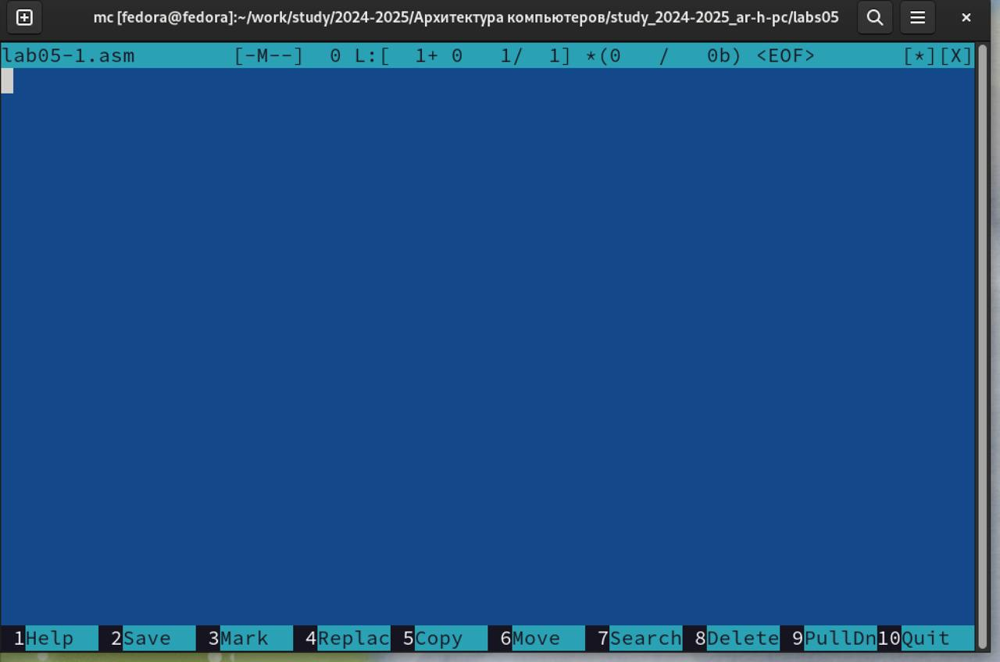 mc [fedora@fedora]:~/work/study/2024-2025/Архитектура компьютеров/study_2024-2025_ar-h-pc/labs05
lab05-1.asm [-M--] 0 L:[ 1+ 0 1/ 1] *(0 / 0b) <EOF> [*][X]
1Help 2Save 3Mark 4Replac 5Copy 6Move 7Search 8Delete 9PullDn 10Quit